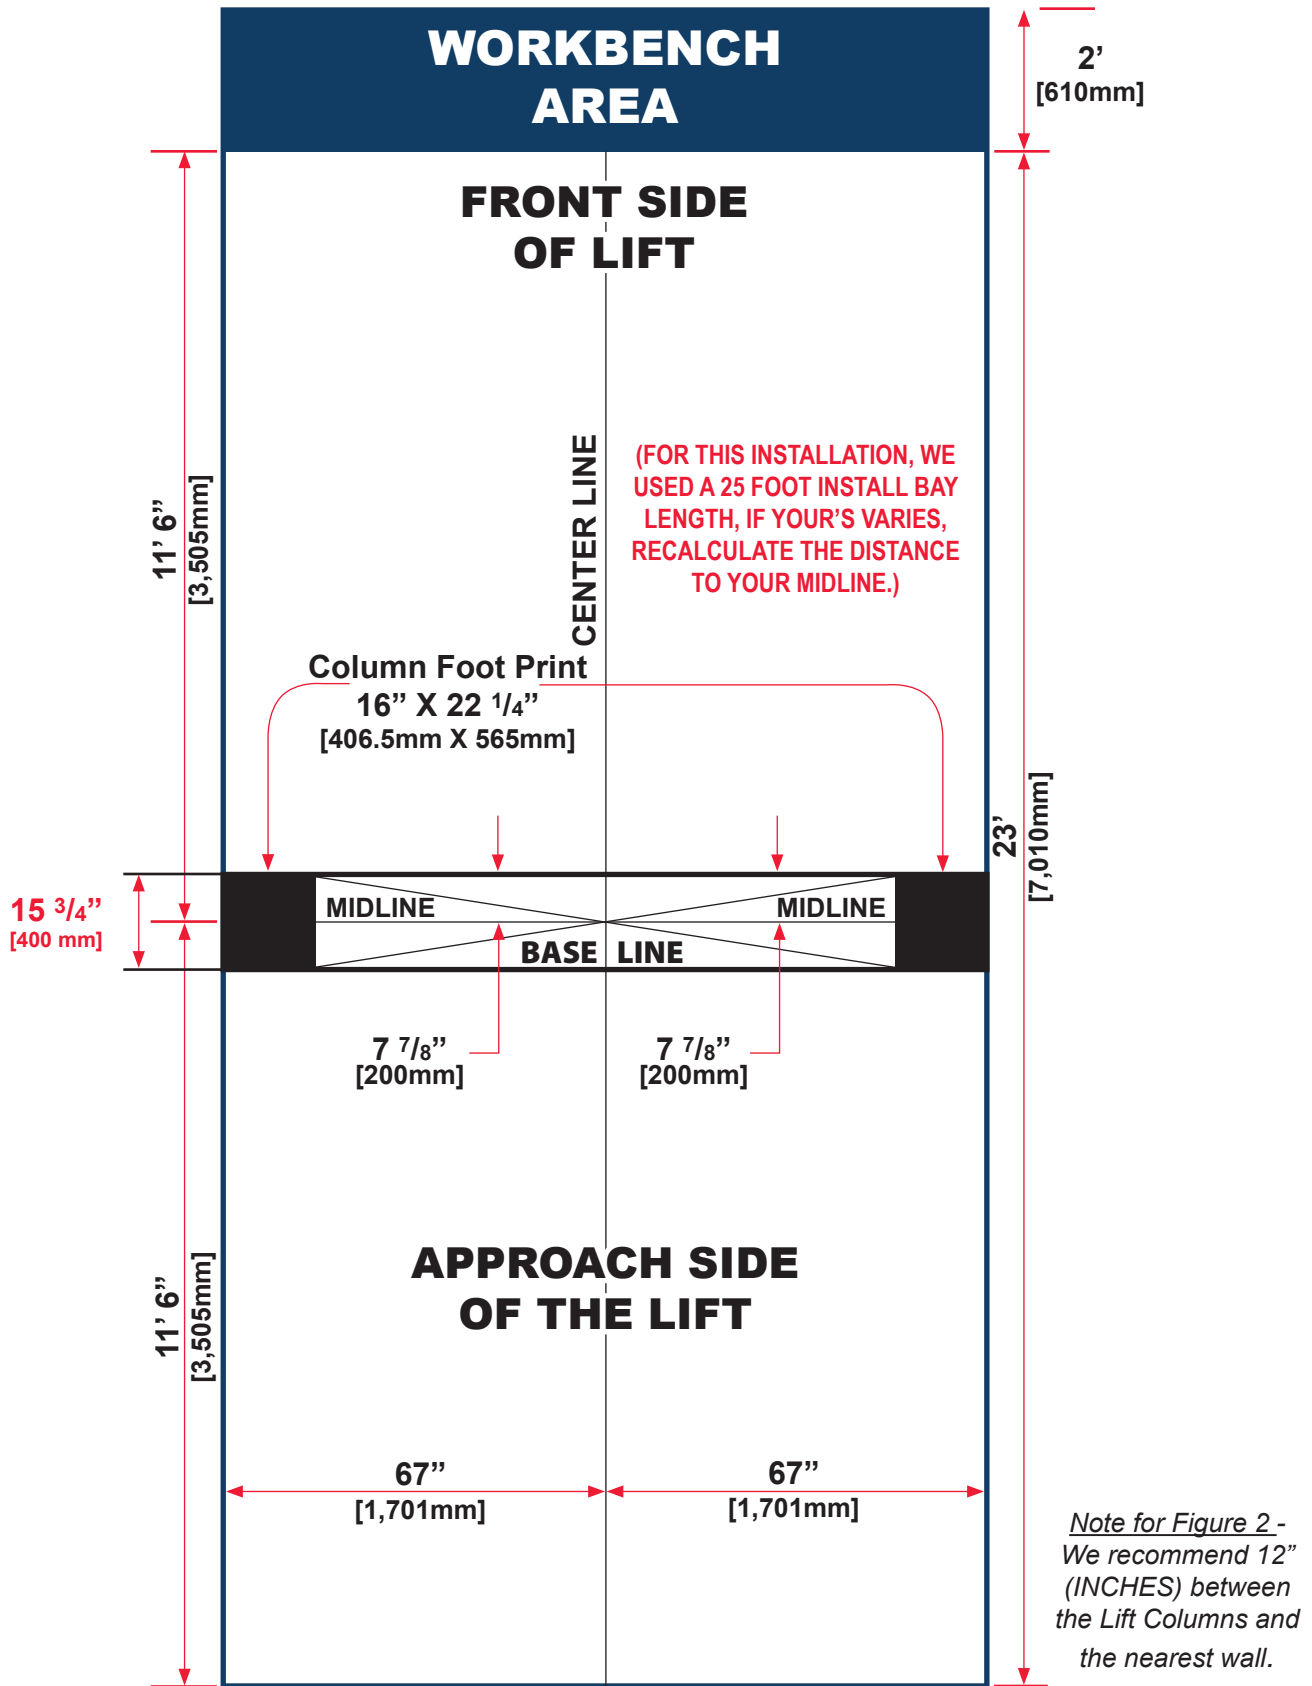 WORKBENCH
AREA
2’
[610mm]
FRONT SIDE
OF LIFT
11’ 6”
[3,505mm]
CENTER LINE
(FOR THIS INSTALLATION, WE
USED A 25 FOOT INSTALL BAY
LENGTH, IF YOUR’S VARIES,
RECALCULATE THE DISTANCE
TO YOUR MIDLINE.)
Column Foot Print
16” X 22 1/4”
[406.5mm X 565mm]
23’
[7,010mm]
15 3/4”
[400 mm]
MIDLINE
MIDLINE
BASE LINE
7 7/8”
[200mm]
7 7/8”
[200mm]
APPROACH SIDE
OF THE LIFT
11’ 6”
[3,505mm]
67”
[1,701mm]
67”
[1,701mm]
Note for Figure 2 -
We recommend 12”
(INCHES) between
the Lift Columns and
the nearest wall.